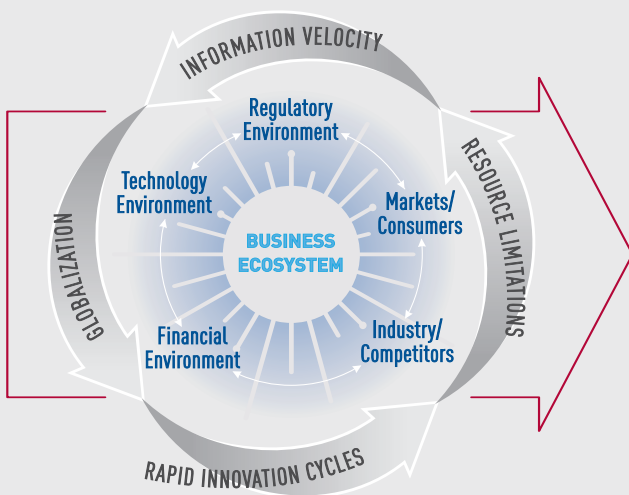 INFORMATION VELOCITY
Regulatory
Environment
Technology
Environment
Markets/
Consumers
RESOURCE LIMITATIONS
GLOBALIZATION
BUSINESS
ECOSYSTEM
Financial
Environment
Industry/
Competitors
RAPID INNOVATION CYCLES